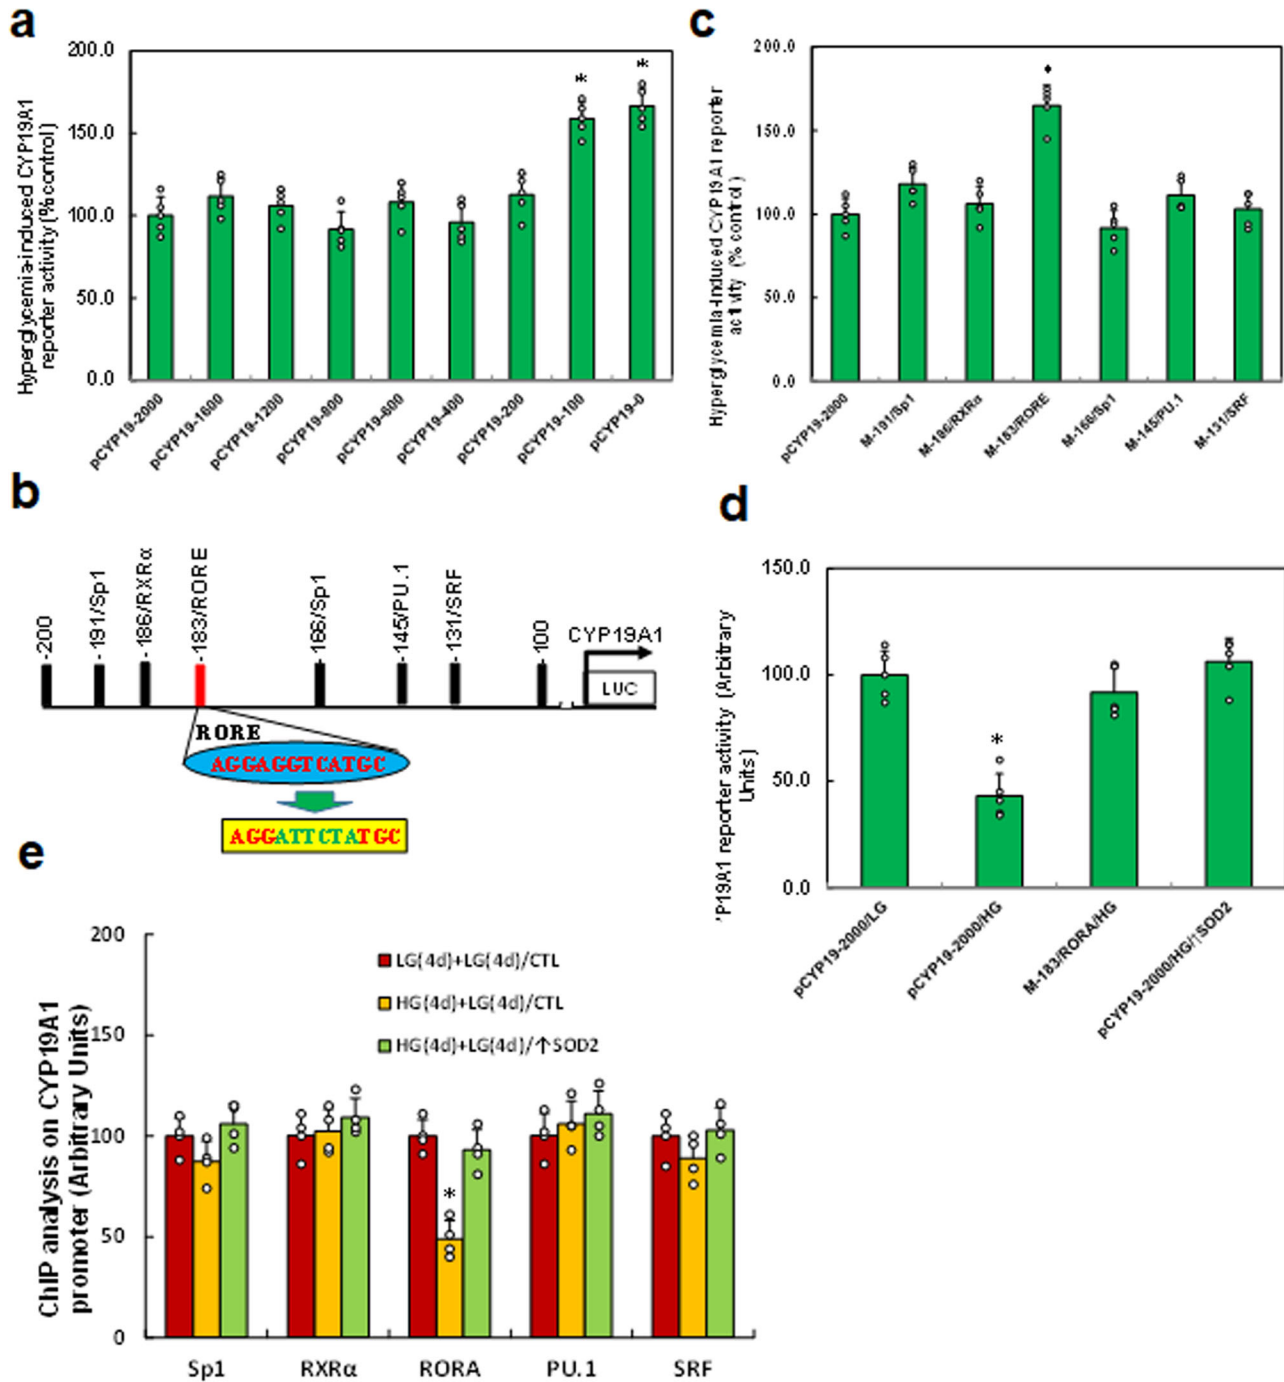 a
Hyperglycemia-induced CYP19A1
reporter activity (% control)
200.0
150.0
100.0
50.0
0.0
*
*
pCYP19-2000
pCYP19-1600
pCYP19-1200
pCYP19-800
pCYP19-600
pCYP19-400
pCYP19-200
pCYP19-100
pCYP19-0
c
Hyperglycemia-Induced CYP19A1 reporter
activity (% control)
200.0
150.0
100.0
50.0
0.0
pCYP19-2000
M-191/Sp1
M-186/RXRα
M-183/RORE
M-166/Sp1
M-145/PU.1
M-131/SRF
b
-200
-191/Sp1
-186/RXRα
-183/RORE
-166/Sp1
-145/PU.1
-131/SRF
-100
CYP19A1
LUC
RORE
AGGAGGTCATGC
AGGATTCTATGC
d
'P19A1 reporter activity (Arbitrary
Units)
150.0
100.0
50.0
0.0
*
pCYP19-2000/LG
pCYP19-2000/HG
M-183/RORA/HG
pCYP19-2000/HG/↑SOD2
e
ChIP analysis on CYP19A1
promoter (Arbitrary Units)
200
150
100
50
0
LG(4d)+LG(4d)/CTL
HG(4d)+LG(4d)/CTL
HG(4d)+LG(4d)/↑SOD2
*
Sp1
RXRα
RORA
PU.1
SRF